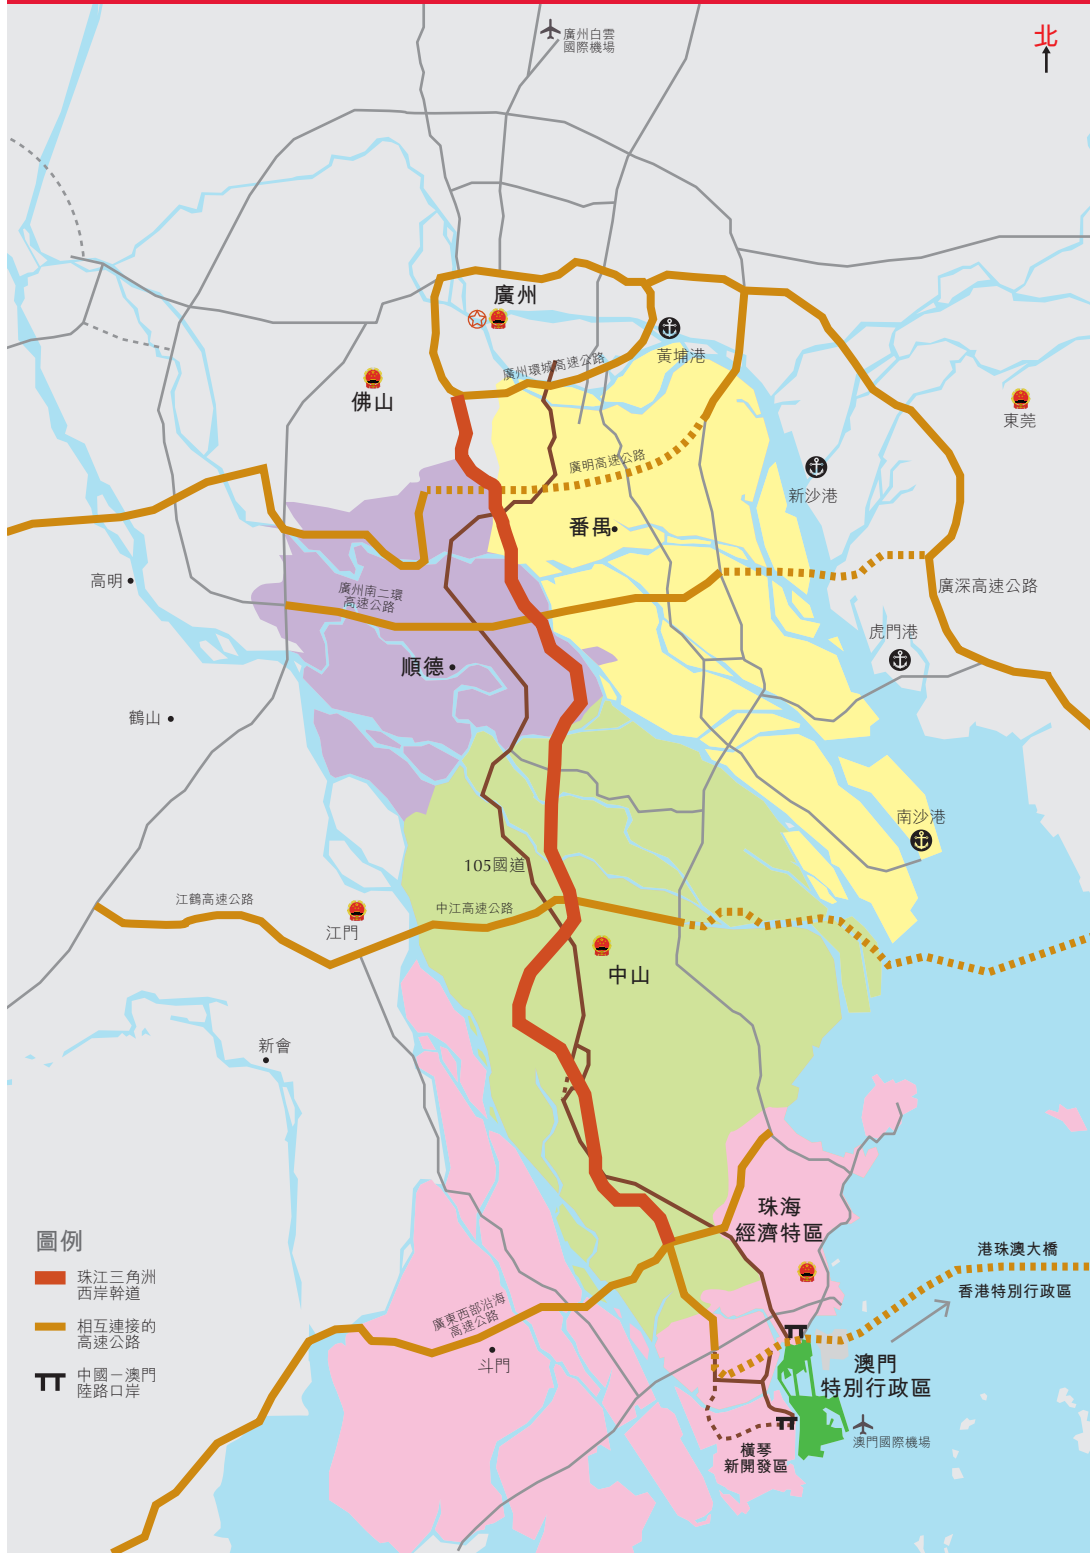 廣州白雲
國際機場
北
廣州
黃埔港
廣州環城高速公路
佛山
東莞
廣明高速公路
新沙港
番禺
高明
廣州南二環
高速公路
廣深高速公路
虎門港
順德
鶴山
南沙港
105國道
江鶴高速公路
中江高速公路
江門
中山
新會
珠海
經濟特區
圖例
珠江三角洲
西岸幹道
相互連接的
高速公路
中國－澳門
陸路口岸
港珠澳大橋
香港特別行政區
廣東西部沿海
高速公路
斗門
澳門
特別行政區
澳門國際機場
橫琴
新開發區